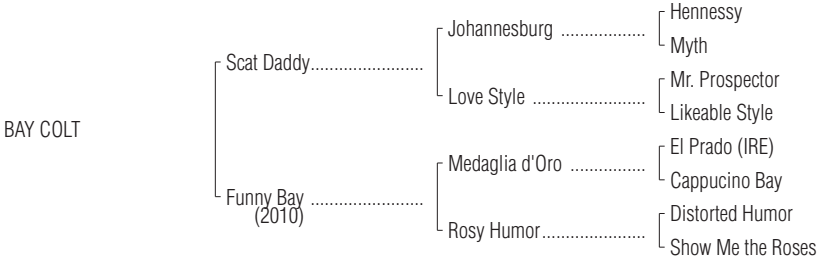 Hennessy
Johannesburg ..................
Myth
Scat Daddy........................
Mr. Prospector
Love Style ........................
Likeable Style
BAY COLT
El Prado (IRE)
Medaglia d'Oro ................
Cappucino Bay
Funny Bay ........................
(2010)
Distorted Humor
Rosy Humor......................
Show Me the Roses